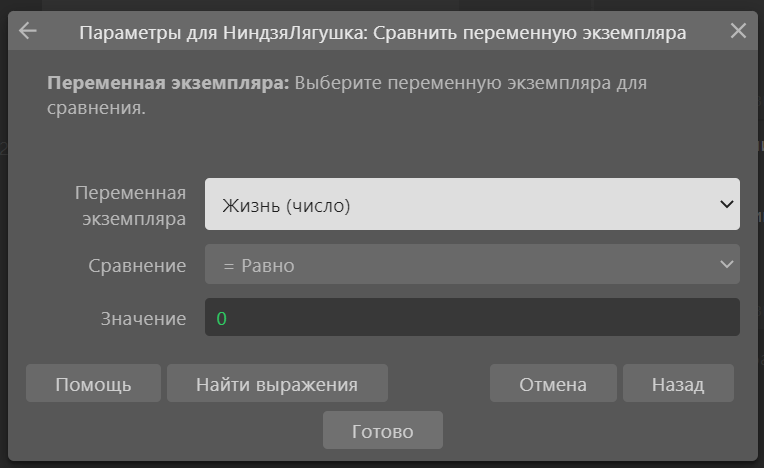 Параметры для НиндзяЛягушка: Сравнить переменную экземпляра
Переменная экземпляра: Выберите переменную экземпляра для
сравнения.
Переменная
экземпляра
Жизнь (число)
Сравнение
= Равно
Значение
0
Помощь
Найти выражения
Отмена
Назад
Готово